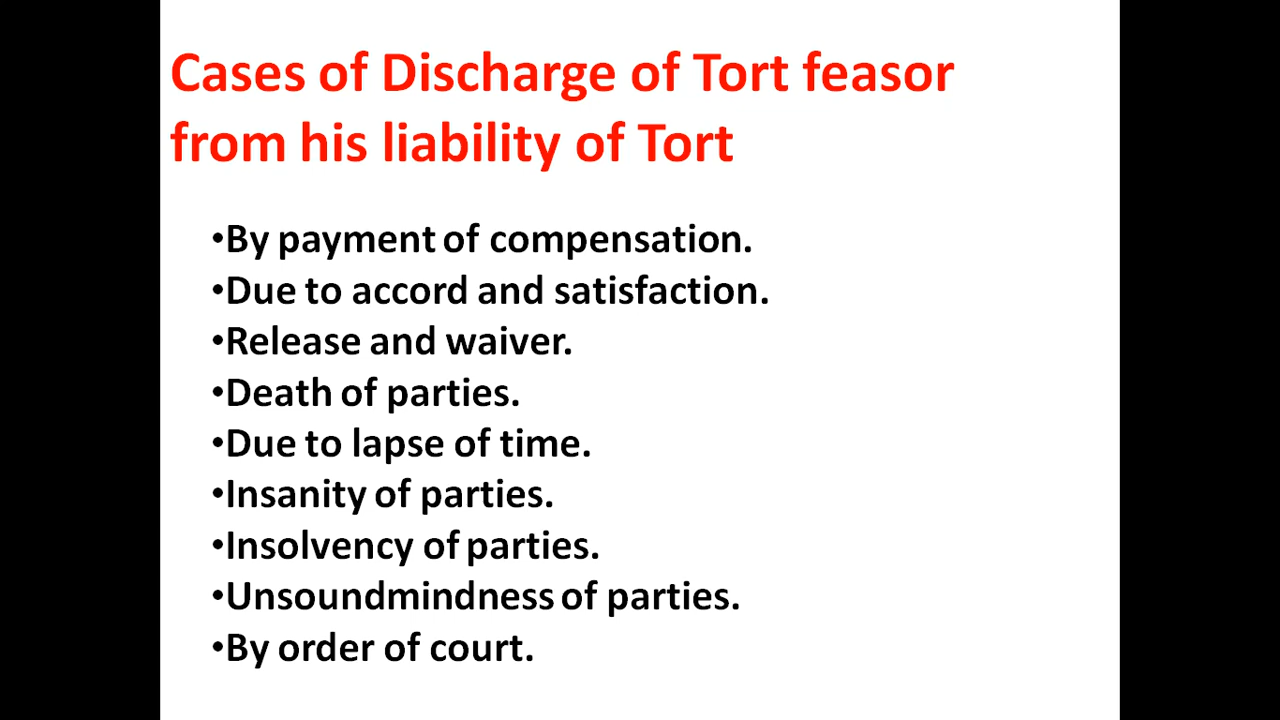 Cases of Discharge of Tort feasor
from his liability of Tort
•By payment of compensation.
•Due to accord and satisfaction.
•Release and waiver.
•Death of parties.
•Due to lapse of time.
•Insanity of parties.
•Insolvency of parties.
•Unsoundmindness of parties.
•By order of court.